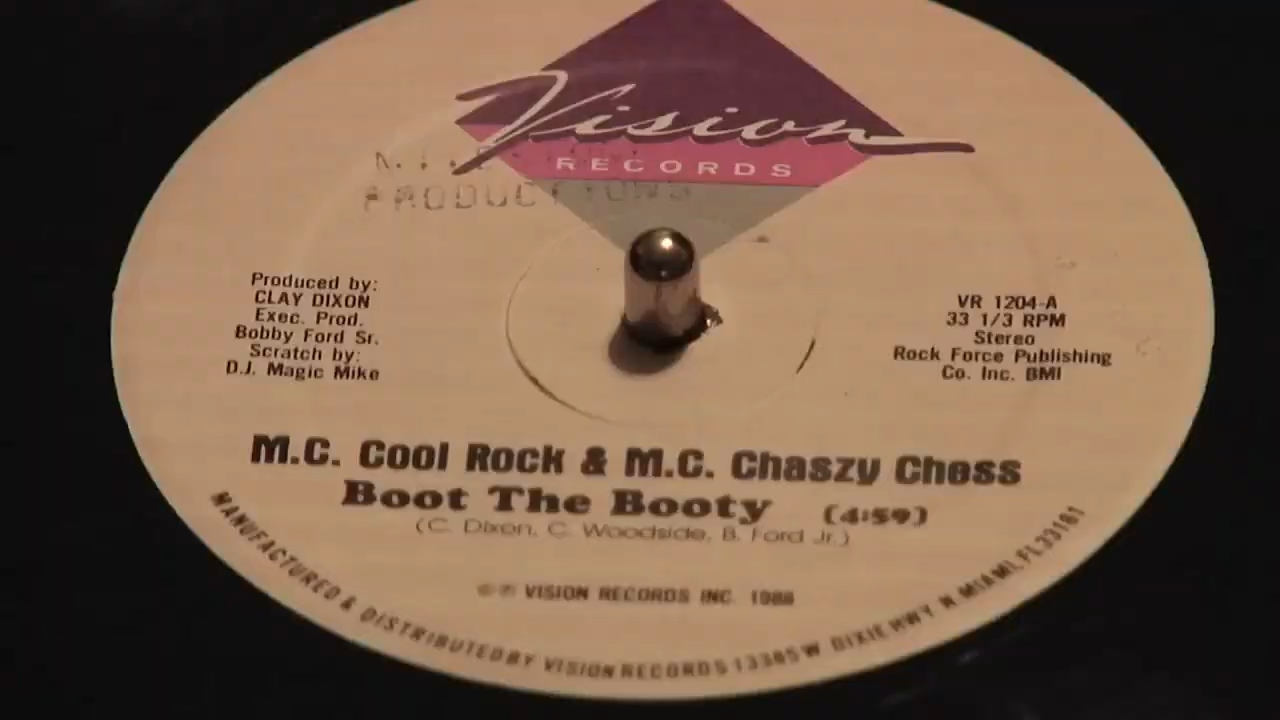 Vision
RECORDS
PRODUCTIONS
Produced by:
CLAY DIXON
Exec. Prod.
Bobby Ford Sr.
Scratch by:
D.J. Magic Mike
VR 1204-A
33 1/3 RPM
Stereo
Rock Force Publishing
Co. Inc. BMI
M.C. Cool Rock & M.C. Chaszy Chess
Boot The Booty (4:59)
(C. Dixon, C. Woodside, B. Ford Jr.)
©℗ VISION RECORDS INC. 1988
MANUFACTURED & DISTRIBUTED BY VISION RECORDS 13385 W. DIXIE HWY N. MIAMI, FL 33161